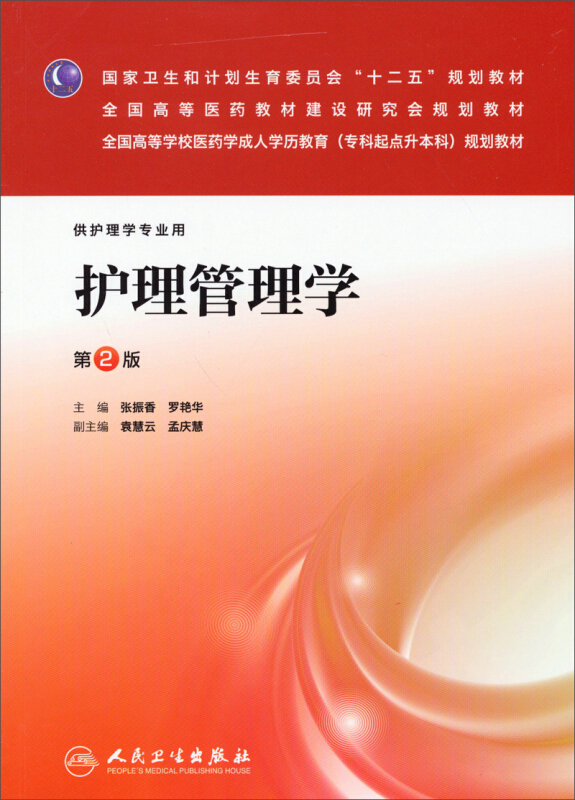 国家卫生和计划生育委员会“十二五”规划教材
全国高等医药教材建设研究会规划教材
全国高等学校医药学成人学历教育（专科起点升本科）规划教材
十二五
供护理学专业用
护理管理学
第2版
主 编 张振香 罗艳华
副主编 袁慧云 孟庆慧
人民卫生出版社
PEOPLE'S MEDICAL PUBLISHING HOUSE